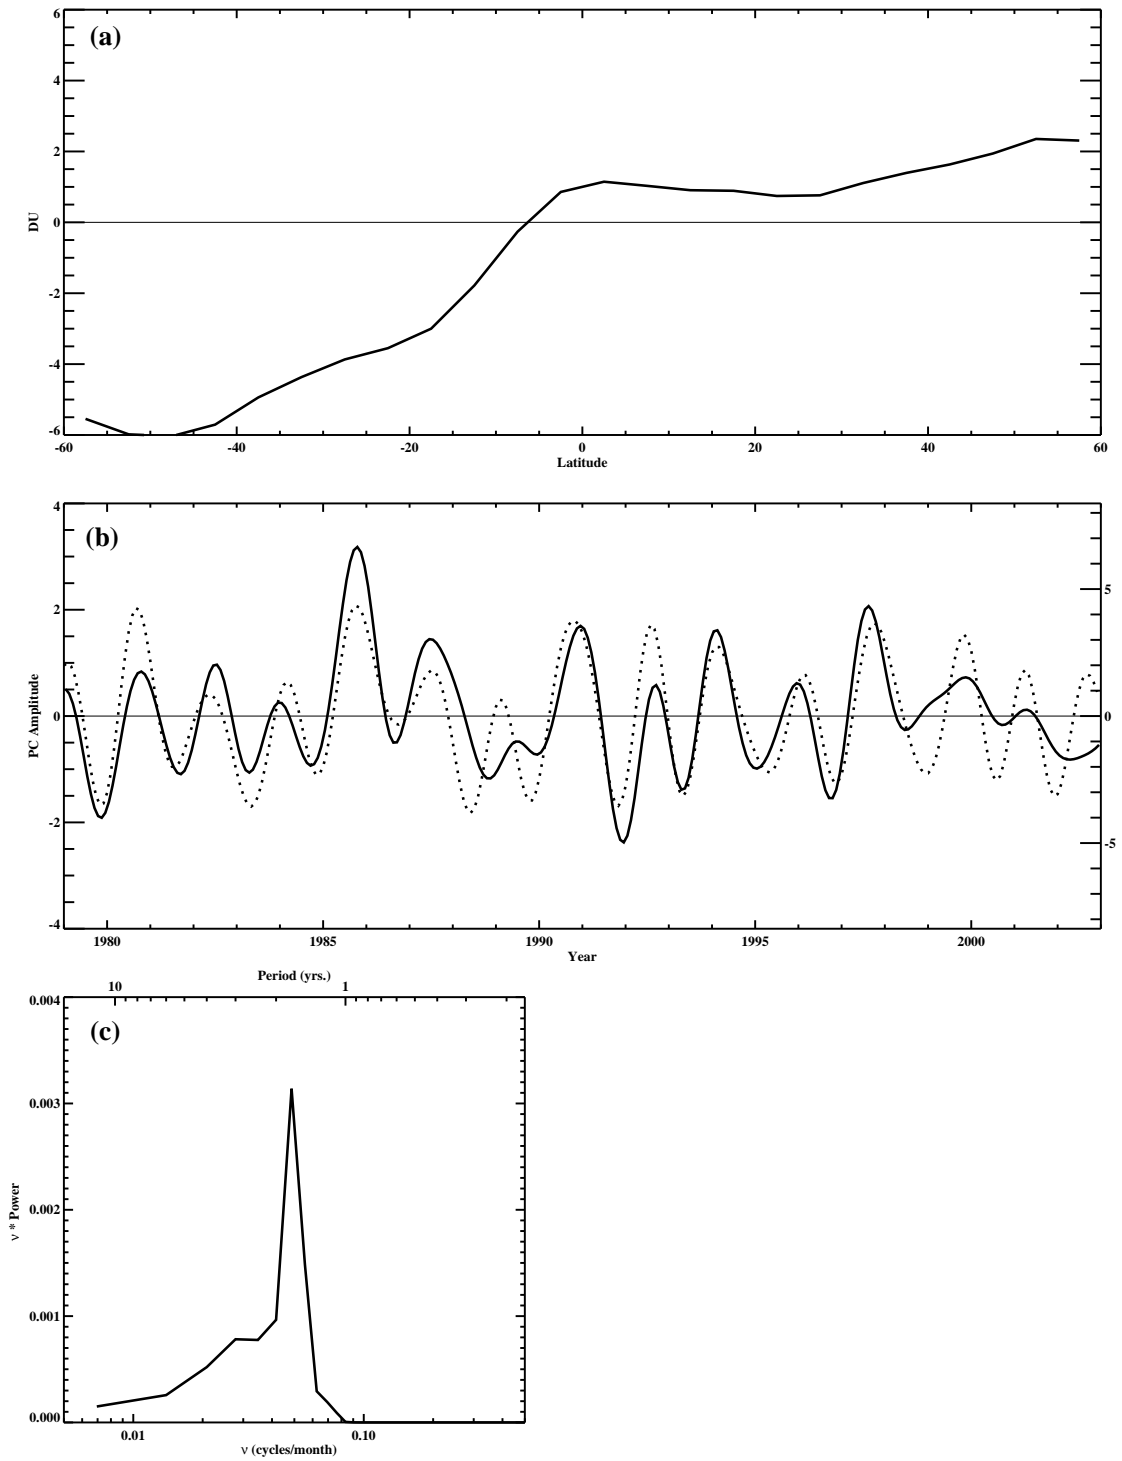 (a)
6
4
2
0
-2
-4
-6
DU
-60 -40 -20 0 20 40 60
Latitude
(b)
4
2
0
-2
-4
PC Amplitude
5
0
-5
1980 1985 1990 1995 2000
Year
Period (yrs.)
10 1
(c)
0.004
0.003
0.002
0.001
0.000
ν * Power
0.01 0.10
ν (cycles/month)